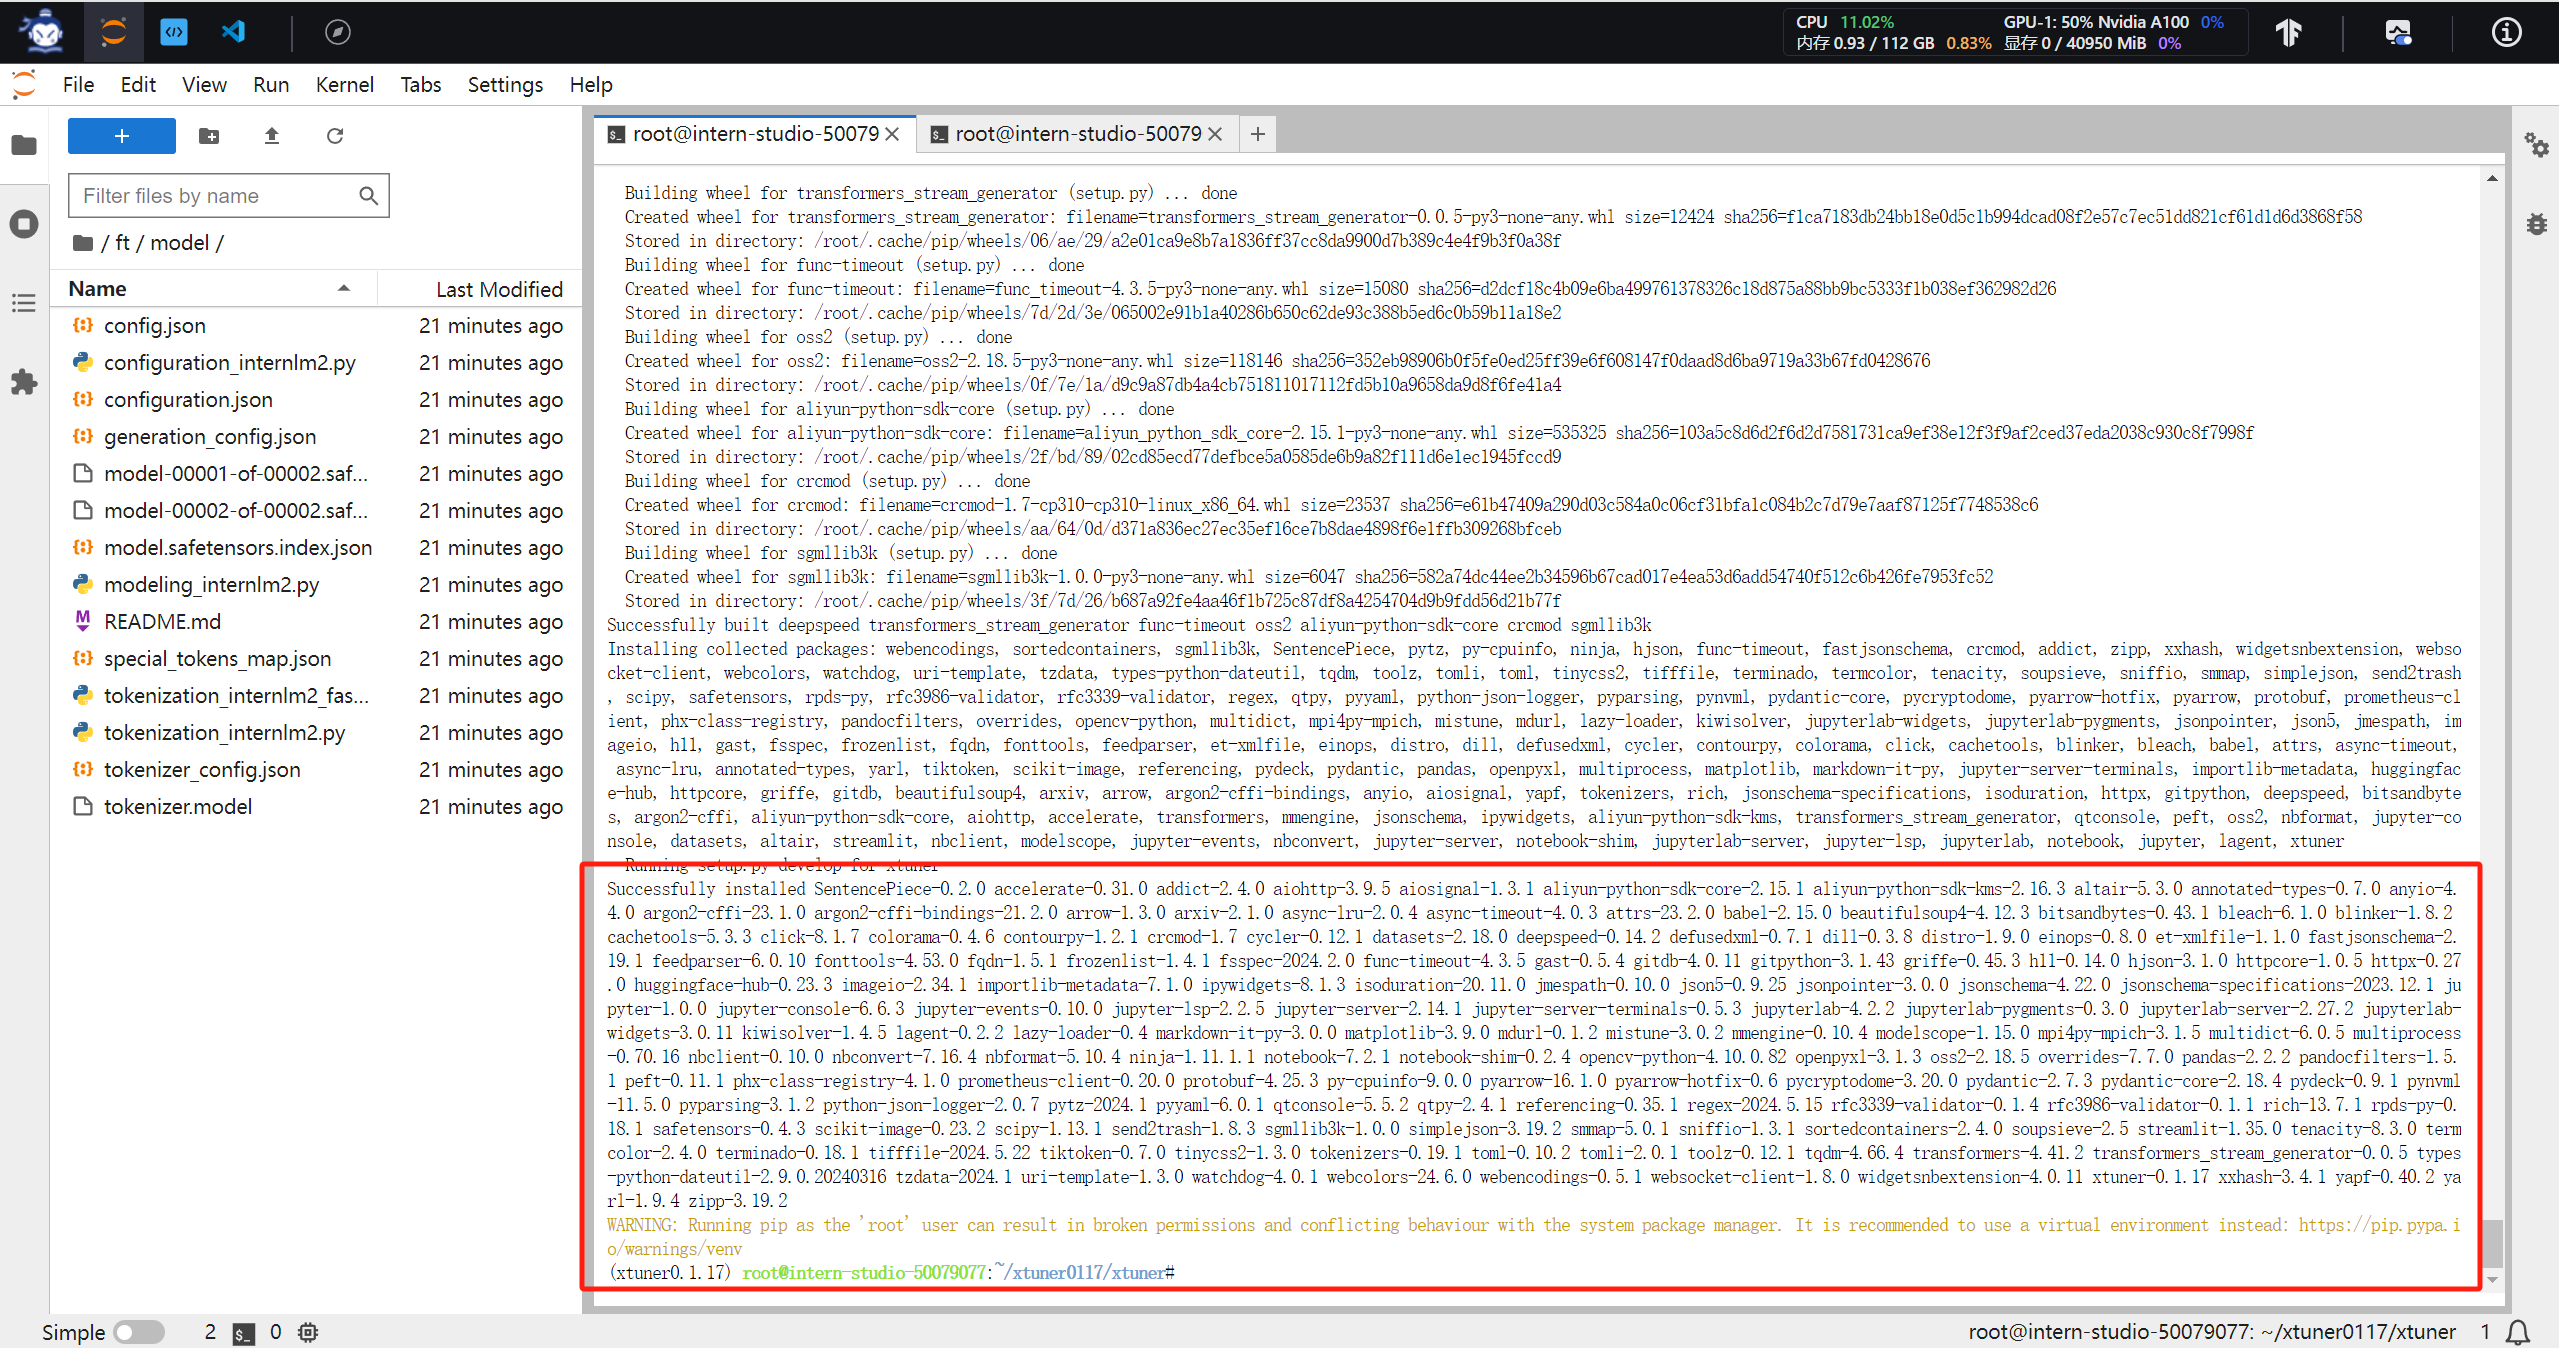 CPU 11.02%
GPU-1: 50% Nvidia A100 0%
内存 0.93 / 112 GB 0.83%
显存 0 / 40950 MiB 0%
File Edit View Run Kernel Tabs Settings Help
root@intern-studio-50079
root@intern-studio-50079
Filter files by name
/ ft / model /
Name Last Modified
config.json 21 minutes ago
configuration_internlm2.py 21 minutes ago
configuration.json 21 minutes ago
generation_config.json 21 minutes ago
model-00001-of-00002.saf... 21 minutes ago
model-00002-of-00002.saf... 21 minutes ago
model.safetensors.index.json 21 minutes ago
modeling_internlm2.py 21 minutes ago
README.md 21 minutes ago
special_tokens_map.json 21 minutes ago
tokenization_internlm2_fas... 21 minutes ago
tokenization_internlm2.py 21 minutes ago
tokenizer_config.json 21 minutes ago
tokenizer.model 21 minutes ago
Building wheel for transformers_stream_generator (setup.py) ... done
Created wheel for transformers_stream_generator: filename=transformers_stream_generator-0.0.5-py3-none-any.whl size=12424 sha256=f1ca7183db24bb18e0d5c1b994dcad08f2e57c7ec51dd821cf61d1d6d3868f58
Stored in directory: /root/.cache/pip/wheels/06/ae/29/a2e01ca9e8b7a1836ff37cc8da9900d7b389c4e4f9b3f0a38f
Building wheel for func-timeout (setup.py) ... done
Created wheel for func-timeout: filename=func_timeout-4.3.5-py3-none-any.whl size=15080 sha256=d2dcf18c4b09e6ba499761378326c18d875a88bb9bc5333f1b038ef362982d26
Stored in directory: /root/.cache/pip/wheels/7d/2d/3e/065002e91b1a40286b650c62de93c388b5ed6c0b59b11a18e2
Building wheel for oss2 (setup.py) ... done
Created wheel for oss2: filename=oss2-2.18.5-py3-none-any.whl size=118146 sha256=352eb98906b0f5fe0ed25ff39e6f608147f0daad8d6ba9719a33b67fd0428676
Stored in directory: /root/.cache/pip/wheels/0f/7e/1a/d9c9a87db4a4cb751811017112fd5b10a9658da9d8f6fe41a4
Building wheel for aliyun-python-sdk-core (setup.py) ... done
Created wheel for aliyun-python-sdk-core: filename=aliyun_python_sdk_core-2.15.1-py3-none-any.whl size=535325 sha256=103a5c8d6d2f6d2d7581731ca9ef38e12f3f9af2ced37eda2038c930c8f7998f
Stored in directory: /root/.cache/pip/wheels/2f/bd/89/02cd85ecd77defbce5a0585de6b9a82f111d6e1ec1945fccd9
Building wheel for crcmod (setup.py) ... done
Created wheel for crcmod: filename=crcmod-1.7-cp310-cp310-linux_x86_64.whl size=23537 sha256=e61b47409a290d03c584a0c06cf31bfa1c084b2c7d79e7aaf87125f7748538c6
Stored in directory: /root/.cache/pip/wheels/aa/64/0d/d371a836ec27ec35ef16ce7b8dae4898f6e1ffb309268bfceb
Building wheel for sgmllib3k (setup.py) ... done
Created wheel for sgmllib3k: filename=sgmllib3k-1.0.0-py3-none-any.whl size=6047 sha256=582a74dc44ee2b34596b67cad017e4ea53d6add54740f512c6b426fe7953fc52
Stored in directory: /root/.cache/pip/wheels/3f/7d/26/b687a92fe4aa46f1b725c87df8a4254704d9b9fdd56d21b77f
Successfully built deepspeed transformers_stream_generator func-timeout oss2 aliyun-python-sdk-core crcmod sgmllib3k
Installing collected packages: webencodings, sortedcontainers, sgmllib3k, SentencePiece, pytz, py-cpuinfo, ninja, hjson, func-timeout, fastjsonschema, crcmod, addict, zipp, xxhash, widgetsnbextension, webso
cket-client, webcolors, watchdog, uri-template, tzdata, types-python-dateutil, tqdm, toolz, tomli, toml, tinycss2, tifffile, terminado, termcolor, tenacity, soupsieve, sniffio, smmap, simplejson, send2trash
, scipy, safetensors, rpds-py, rfc3986-validator, rfc3339-validator, regex, qtpy, pyyaml, python-json-logger, pyparsing, pynvml, pydantic-core, pycryptodome, pyarrow-hotfix, pyarrow, protobuf, prometheus-cl
ient, phx-class-registry, pandocfilters, overrides, opencv-python, multidict, mpi4py-mpich, mistune, mdurl, lazy-loader, kiwisolver, jupyterlab-widgets, jupyterlab-pygments, jsonpointer, json5, jmespath, im
ageio, hll, gast, fsspec, frozenlist, fqdn, fonttools, feedparser, et-xmlfile, einops, distro, dill, defusedxml, cycler, contourpy, colorama, click, cachetools, blinker, bleach, babel, attrs, async-timeout,
async-lru, annotated-types, yarl, tiktoken, scikit-image, referencing, pydeck, pydantic, pandas, openpyxl, multiprocess, matplotlib, markdown-it-py, jupyter-server-terminals, importlib-metadata, huggingfac
e-hub, httpcore, griffe, gitdb, beautifulsoup4, arxiv, arrow, argon2-cffi-bindings, anyio, aiosignal, yapf, tokenizers, rich, jsonschema-specifications, isoduration, httpx, gitpython, deepspeed, bitsandbyte
s, argon2-cffi, aliyun-python-sdk-core, aiohttp, accelerate, transformers, mmengine, jsonschema, ipywidgets, aliyun-python-sdk-kms, transformers_stream_generator, qtconsole, peft, oss2, nbformat, jupyter-co
nsole, datasets, altair, streamlit, nbclient, modelscope, jupyter-events, nbconvert, jupyter-server, notebook-shim, jupyterlab-server, jupyter-lsp, jupyterlab, notebook, jupyter, lagent, xtuner
Running setup.py develop for xtuner
Successfully installed SentencePiece-0.2.0 accelerate-0.31.0 addict-2.4.0 aiohttp-3.9.5 aiosignal-1.3.1 aliyun-python-sdk-core-2.15.1 aliyun-python-sdk-kms-2.16.3 altair-5.3.0 annotated-types-0.7.0 anyio-4.
4.0 argon2-cffi-23.1.0 argon2-cffi-bindings-21.2.0 arrow-1.3.0 arxiv-2.1.0 async-lru-2.0.4 async-timeout-4.0.3 attrs-23.2.0 babel-2.15.0 beautifulsoup4-4.12.3 bitsandbytes-0.43.1 bleach-6.1.0 blinker-1.8.2
cachetools-5.3.3 click-8.1.7 colorama-0.4.6 contourpy-1.2.1 crcmod-1.7 cycler-0.12.1 datasets-2.18.0 deepspeed-0.14.2 defusedxml-0.7.1 dill-0.3.8 distro-1.9.0 einops-0.8.0 et-xmlfile-1.1.0 fastjsonschema-2.
19.1 feedparser-6.0.10 fonttools-4.53.0 fqdn-1.5.1 frozenlist-1.4.1 fsspec-2024.2.0 func-timeout-4.3.5 gast-0.5.4 gitdb-4.0.11 gitpython-3.1.43 griffe-0.45.3 hll-0.14.0 hjson-3.1.0 httpcore-1.0.5 httpx-0.27
.0 huggingface-hub-0.23.3 imageio-2.34.1 importlib-metadata-7.1.0 ipywidgets-8.1.3 isoduration-20.11.0 jmespath-0.10.0 json5-0.9.25 jsonpointer-3.0.0 jsonschema-4.22.0 jsonschema-specifications-2023.12.1 ju
pyter-1.0.0 jupyter-console-6.6.3 jupyter-events-0.10.0 jupyter-lsp-2.2.5 jupyter-server-2.14.1 jupyter-server-terminals-0.5.3 jupyterlab-4.2.2 jupyterlab-pygments-0.3.0 jupyterlab-server-2.27.2 jupyterlab-
widgets-3.0.11 kiwisolver-1.4.5 lagent-0.2.2 lazy-loader-0.4 markdown-it-py-3.0.0 matplotlib-3.9.0 mdurl-0.1.2 mistune-3.0.2 mmengine-0.10.4 modelscope-1.15.0 mpi4py-mpich-3.1.5 multidict-6.0.5 multiprocess
-0.70.16 nbclient-0.10.0 nbconvert-7.16.4 nbformat-5.10.4 ninja-1.11.1.1 notebook-7.2.1 notebook-shim-0.2.4 opencv-python-4.10.0.82 openpyxl-3.1.3 oss2-2.18.5 overrides-7.7.0 pandas-2.2.2 pandocfilters-1.5.
1 peft-0.11.1 phx-class-registry-4.1.0 prometheus-client-0.20.0 protobuf-4.25.3 py-cpuinfo-9.0.0 pyarrow-16.1.0 pyarrow-hotfix-0.6 pycryptodome-3.20.0 pydantic-2.7.3 pydantic-core-2.18.4 pydeck-0.9.1 pynvml
-11.5.0 pyparsing-3.1.2 python-json-logger-2.0.7 pytz-2024.1 pyyaml-6.0.1 qtconsole-5.5.2 qtpy-2.4.1 referencing-0.35.1 regex-2024.5.15 rfc3339-validator-0.1.4 rfc3986-validator-0.1.1 rich-13.7.1 rpds-py-0.
18.1 safetensors-0.4.3 scikit-image-0.23.2 scipy-1.13.1 send2trash-1.8.3 sgmllib3k-1.0.0 simplejson-3.19.2 smmap-5.0.1 sniffio-1.3.1 sortedcontainers-2.4.0 soupsieve-2.5 streamlit-1.35.0 tenacity-8.3.0 term
color-2.4.0 terminado-0.18.1 tifffile-2024.5.22 tiktoken-0.7.0 tinycss2-1.3.0 tokenizers-0.19.1 toml-0.10.2 tomli-2.0.1 toolz-0.12.1 tqdm-4.66.4 transformers-4.41.2 transformers_stream_generator-0.0.5 types
-python-dateutil-2.9.0.20240316 tzdata-2024.1 uri-template-1.3.0 watchdog-4.0.1 webcolors-24.6.0 webencodings-0.5.1 websocket-client-1.8.0 widgetsnbextension-4.0.11 xtuner-0.1.17 xxhash-3.4.1 yapf-0.40.2 ya
rl-1.9.4 zipp-3.19.2
WARNING: Running pip as the 'root' user can result in broken permissions and conflicting behaviour with the system package manager. It is recommended to use a virtual environment instead: https://pip.pypa.i
o/warnings/venv
(xtuner0.1.17) root@intern-studio-50079077:~/xtuner0117/xtuner#
Simple 2 0
root@intern-studio-50079077: ~/xtuner0117/xtuner 1